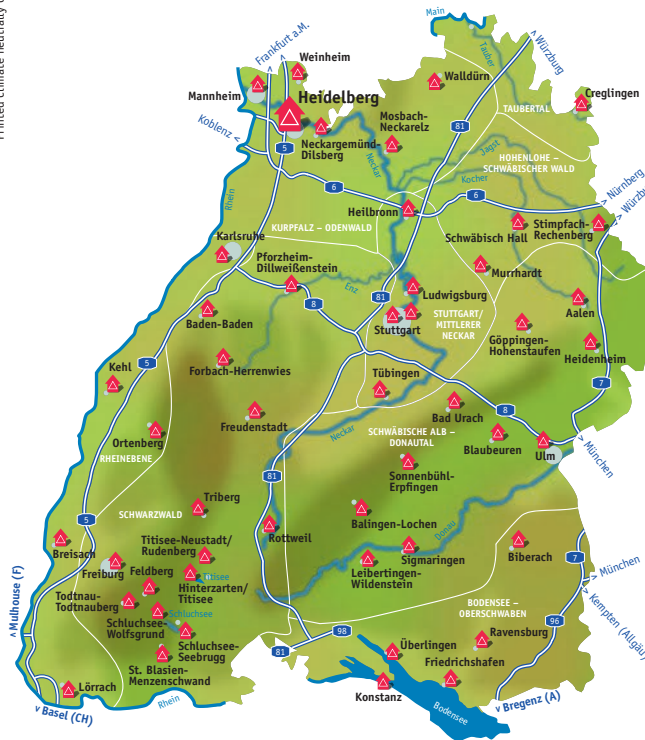 Main
Frankfurt a.M.
Weinheim
Würzburg
Tauber
Walldürn
Mannheim
Heidelberg
Creglingen
TAUBERTAL
Mosbach-
Neckarelz
Koblenz
81
5
Neckargemünd-
Dilsberg
Neckar
Jagst
HOHENLOHE –
SCHWÄBISCHER WALD
Kocher
6
6
Nürnberg
Rhein
Heilbronn
Stimpfach-
Rechenberg
KURPFALZ – ODENWALD
Schwäbisch Hall
Karlsruhe
Pforzheim-
Dillweißenstein
Murrhardt
Enz
81
Ludwigsburg
8
Aalen
Baden-Baden
Stuttgart
STUTTGART/
MITTLERER
NECKAR
Göppingen-
Hohenstaufen
Heidenheim
Kehl
5
Forbach-Herrenwies
Tübingen
7
Bad Urach
8
Freudenstadt
Neckar
SCHWÄBISCHE ALB –
DONAUTAL
Ortenberg
Blaubeuren
Ulm
München
RHEINEBENE
Sonnenbühl-
Erpfingen
81
Triberg
SCHWARZWALD
5
Rottweil
Balingen-Lochen
Donau
Breisach
Titisee-Neustadt/
Rudenberg
Sigmaringen
Biberach
7
Freiburg
Feldberg
Titisee
Leibertingen-
Wildenstein
München
Hinterzarten/
Titisee
Mulhouse (F)
Todtnau-
Todtnauberg
Schluchsee
BODENSEE –
OBERSCHWABEN
Kempten (Allgäu)
Schluchsee-
Wolfsgrund
98
96
Schluchsee-
Seebrugg
81
Überlingen
Ravensburg
St. Blasien-
Menzenschwand
Friedrichshafen
Lörrach
Konstanz
Rhein
Bodensee
Basel (CH)
Bregenz (A)